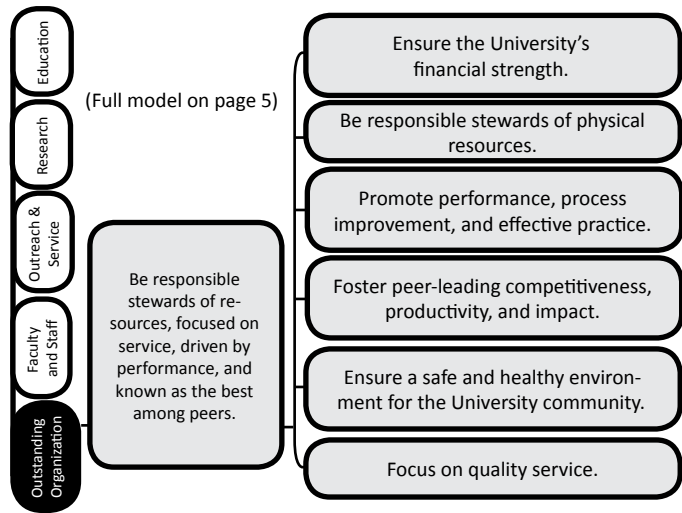 Education
Research
Outreach &
Service
Faculty
and Staff
Outstanding
Organization
(Full model on page 5)
Be responsible
stewards of re-
sources, focused on
service, driven by
performance, and
known as the best
among peers.
Ensure the University’s
financial strength.
Be responsible stewards of physical
resources.
Promote performance, process
improvement, and effective practice.
Foster peer-leading competitiveness,
productivity, and impact.
Ensure a safe and healthy environ-
ment for the University community.
Focus on quality service.